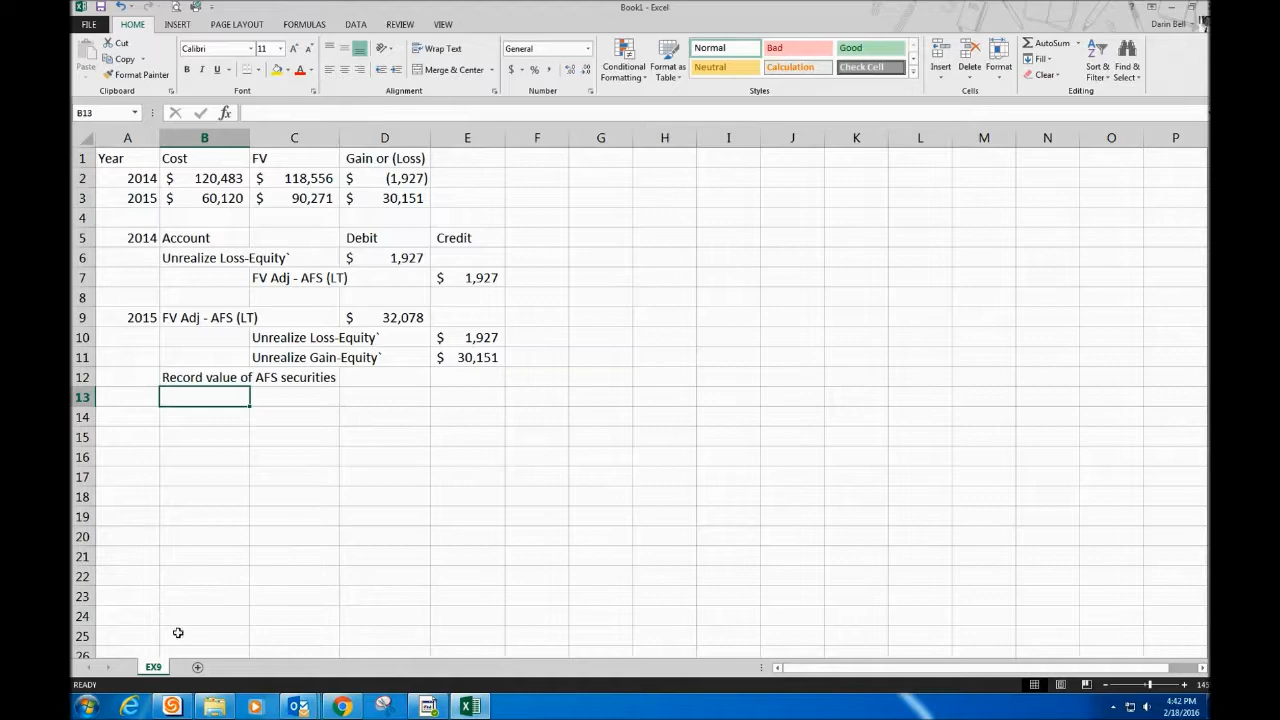 Book1 - Excel
FILE HOME INSERT PAGE LAYOUT FORMULAS DATA REVIEW VIEW Darin Bell
Paste Cut Copy Format Painter Clipboard
Calibri 11 B I U A Font
Wrap Text Merge & Center Alignment
General $ % , Number
Conditional Formatting Format as Table Normal Bad Good Neutral Calculation Check Cell Styles
Insert Delete Format Cells
AutoSum Fill Clear Sort & Filter Find & Select Editing
B13 fx
A B C D E F G H I J K L M N O P
1 Year Cost FV Gain or (Loss)
2 2014 $ 120,483 $ 118,556 $ (1,927)
3 2015 $ 60,120 $ 90,271 $ 30,151
4
5 2014 Account Debit Credit
6 Unrealize Loss-Equity` $ 1,927
7 FV Adj - AFS (LT) $ 1,927
8
9 2015 FV Adj - AFS (LT) $ 32,078
10 Unrealize Loss-Equity` $ 1,927
11 Unrealize Gain-Equity` $ 30,151
12 Record value of AFS securities
13
14
15
16
17
18
19
20
21
22
23
24
25
26
EX9
READY 145
4:42 PM
2/18/2016